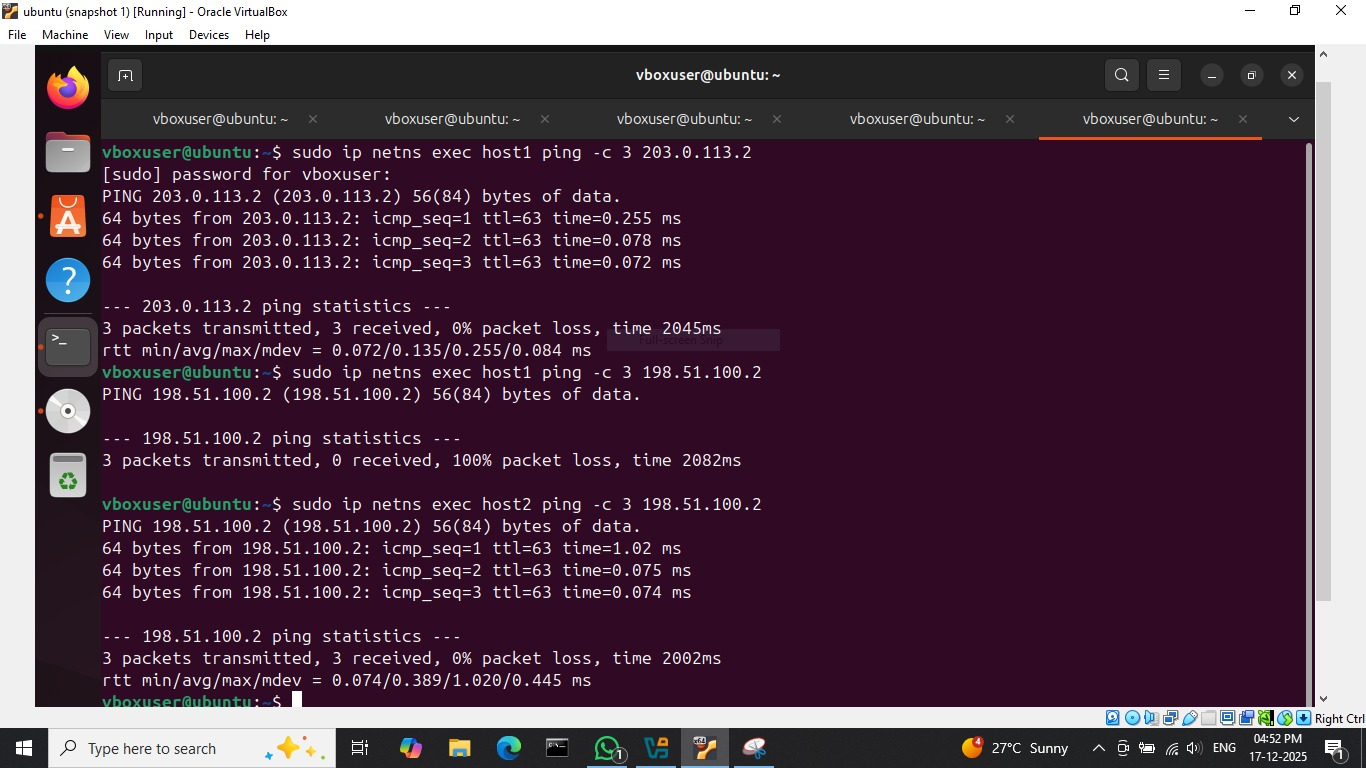 ubuntu (snapshot 1) [Running] - Oracle VirtualBox
File Machine View Input Devices Help
vboxuser@ubuntu: ~
vboxuser@ubuntu: ~ vboxuser@ubuntu: ~ vboxuser@ubuntu: ~ vboxuser@ubuntu: ~ vboxuser@ubuntu: ~
vboxuser@ubuntu:~$ sudo ip netns exec host1 ping -c 3 203.0.113.2
[sudo] password for vboxuser:
PING 203.0.113.2 (203.0.113.2) 56(84) bytes of data.
64 bytes from 203.0.113.2: icmp_seq=1 ttl=63 time=0.255 ms
64 bytes from 203.0.113.2: icmp_seq=2 ttl=63 time=0.078 ms
64 bytes from 203.0.113.2: icmp_seq=3 ttl=63 time=0.072 ms
--- 203.0.113.2 ping statistics ---
3 packets transmitted, 3 received, 0% packet loss, time 2045ms
Full-screen Snip
rtt min/avg/max/mdev = 0.072/0.135/0.255/0.084 ms
vboxuser@ubuntu:~$ sudo ip netns exec host1 ping -c 3 198.51.100.2
PING 198.51.100.2 (198.51.100.2) 56(84) bytes of data.
--- 198.51.100.2 ping statistics ---
3 packets transmitted, 0 received, 100% packet loss, time 2082ms
vboxuser@ubuntu:~$ sudo ip netns exec host2 ping -c 3 198.51.100.2
PING 198.51.100.2 (198.51.100.2) 56(84) bytes of data.
64 bytes from 198.51.100.2: icmp_seq=1 ttl=63 time=1.02 ms
64 bytes from 198.51.100.2: icmp_seq=2 ttl=63 time=0.075 ms
64 bytes from 198.51.100.2: icmp_seq=3 ttl=63 time=0.074 ms
--- 198.51.100.2 ping statistics ---
3 packets transmitted, 3 received, 0% packet loss, time 2002ms
rtt min/avg/max/mdev = 0.074/0.389/1.020/0.445 ms
vboxuser@ubuntu:~$
Right Ctrl
Type here to search
1
4
27°C Sunny
ENG
04:52 PM
17-12-2025
1